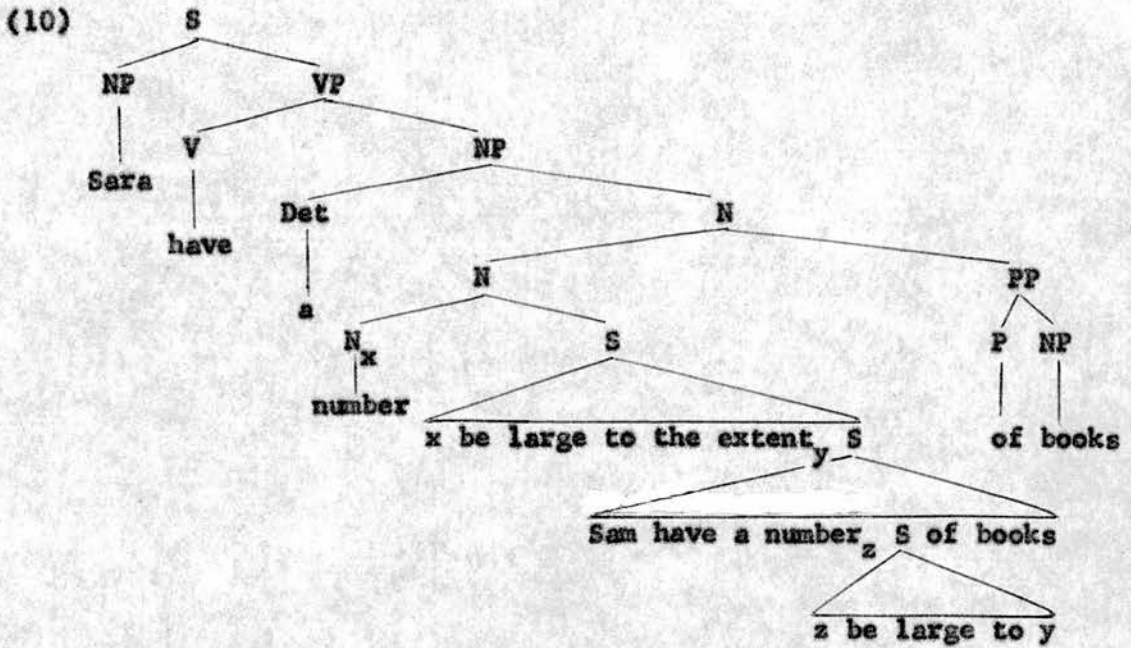 (10) S
NP VP
V NP
Sara
Det N
have
N PP
a
N_x S P NP
number
x be large to the extent_y S of books
Sam have a number_z S of books
z be large to y